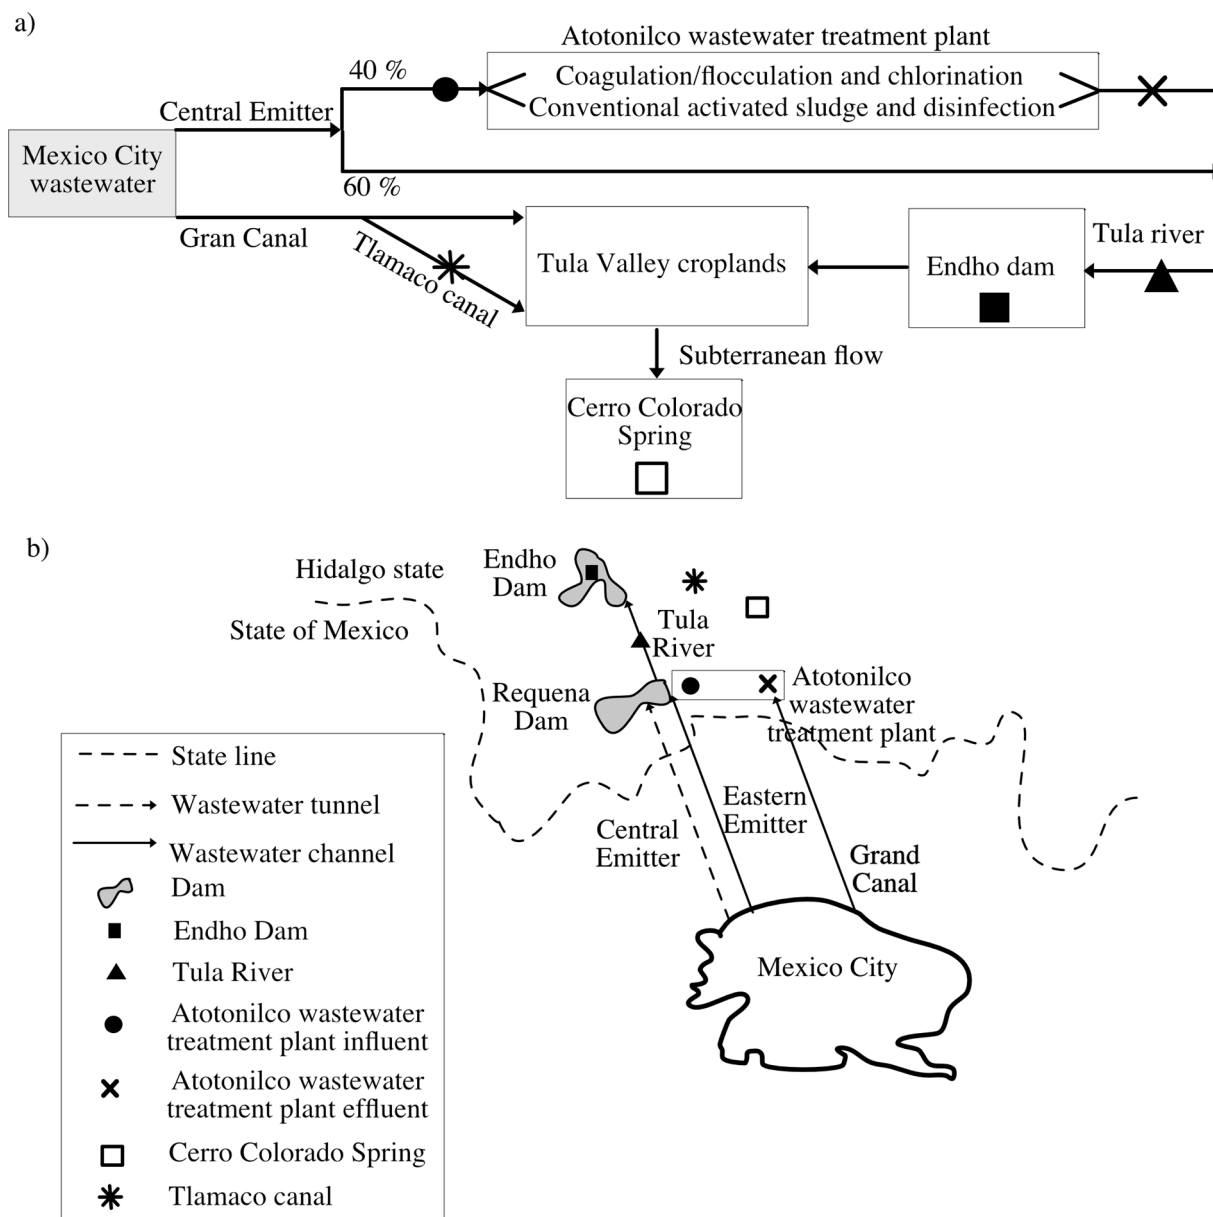 a)
Atotonilco wastewater treatment plant
40 %
Coagulation/flocculation and chlorination
Conventional activated sludge and disinfection
Central Emitter
Mexico City
wastewater
60 %
Gran Canal
Tlamaco canal
Tula Valley croplands
Endho dam
Tula river
Subterranean flow
Cerro Colorado
Spring
b)
Hidalgo state
State of Mexico
Endho
Dam
Tula
River
Requena
Dam
Atotonilco
wastewater
treatment plant
Eastern
Emitter
Central
Emitter
Grand
Canal
Mexico City
State line
Wastewater tunnel
Wastewater channel
Dam
Endho Dam
Tula River
Atotonilco wastewater
treatment plant influent
Atotonilco wastewater
treatment plant effluent
Cerro Colorado Spring
Tlamaco canal